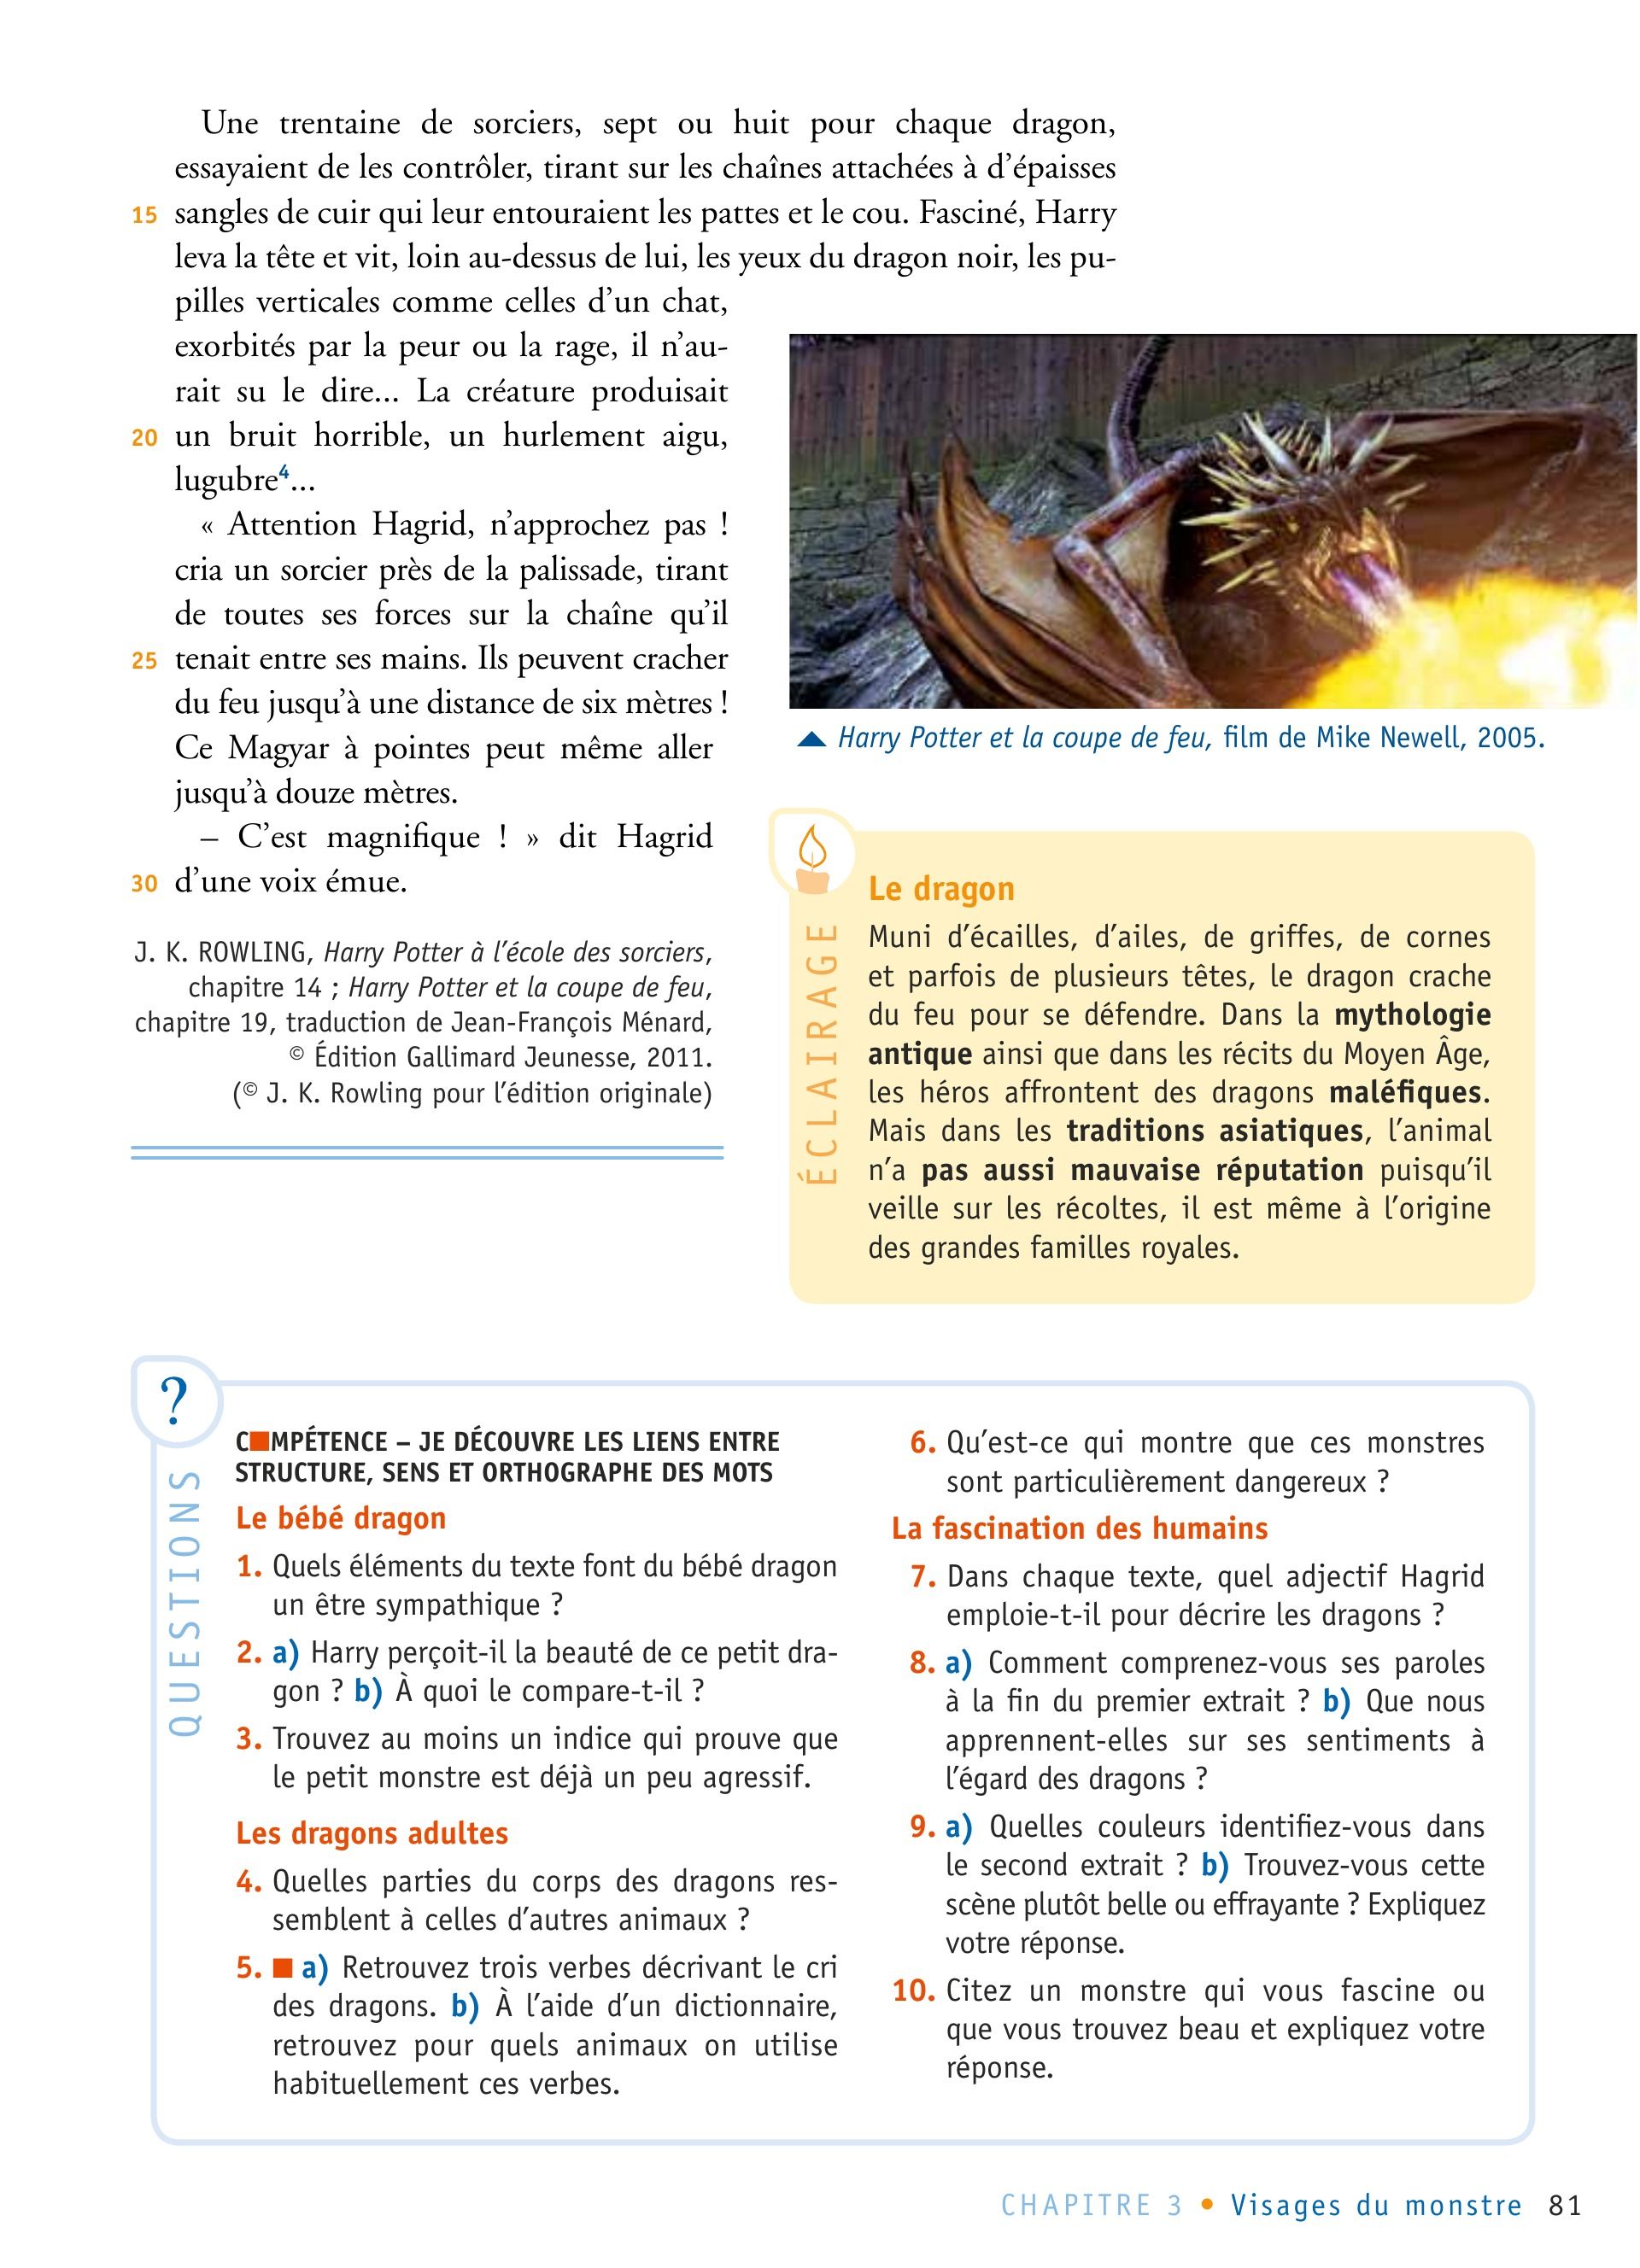 Une trentaine de sorciers, sept ou huit pour chaque dragon,
essayaient de les contrôler, tirant sur les chaînes attachées à d'épaisses
15 sangles de cuir qui leur entouraient les pattes et le cou. Fasciné, Harry
leva la tête et vit, loin au-dessus de lui, les yeux du dragon noir, les pu-
pilles verticales comme celles d'un chat,
exorbités par la peur ou la rage, il n'au-
rait su le dire... La créature produisait
20 un bruit horrible, un hurlement aigu,
lugubre4...
« Attention Hagrid, n'approchez pas !
cria un sorcier près de la palissade, tirant
de toutes ses forces sur la chaîne qu'il
25 tenait entre ses mains. Ils peuvent cracher
du feu jusqu'à une distance de six mètres !
Ce Magyar à pointes peut même aller
jusqu'à douze mètres.
– C'est magnifique ! » dit Hagrid
30 d'une voix émue.
J. K. ROWLING, Harry Potter à l'école des sorciers,
chapitre 14 ; Harry Potter et la coupe de feu,
chapitre 19, traduction de Jean-François Ménard,
© Édition Gallimard Jeunesse, 2011.
(© J. K. Rowling pour l'édition originale)
▲ Harry Potter et la coupe de feu, film de Mike Newell, 2005.
ÉCLAIRAGE
Le dragon
Muni d'écailles, d'ailes, de griffes, de cornes
et parfois de plusieurs têtes, le dragon crache
du feu pour se défendre. Dans la mythologie
antique ainsi que dans les récits du Moyen Âge,
les héros affrontent des dragons maléfiques.
Mais dans les traditions asiatiques, l'animal
n'a pas aussi mauvaise réputation puisqu'il
veille sur les récoltes, il est même à l'origine
des grandes familles royales.
?
QUESTIONS
C■MPÉTENCE – JE DÉCOUVRE LES LIENS ENTRE
STRUCTURE, SENS ET ORTHOGRAPHE DES MOTS
Le bébé dragon
1. Quels éléments du texte font du bébé dragon
un être sympathique ?
2. a) Harry perçoit-il la beauté de ce petit dra-
gon ? b) À quoi le compare-t-il ?
3. Trouvez au moins un indice qui prouve que
le petit monstre est déjà un peu agressif.
Les dragons adultes
4. Quelles parties du corps des dragons res-
semblent à celles d'autres animaux ?
5. ■ a) Retrouvez trois verbes décrivant le cri
des dragons. b) À l'aide d'un dictionnaire,
retrouvez pour quels animaux on utilise
habituellement ces verbes.
6. Qu'est-ce qui montre que ces monstres
sont particulièrement dangereux ?
La fascination des humains
7. Dans chaque texte, quel adjectif Hagrid
emploie-t-il pour décrire les dragons ?
8. a) Comment comprenez-vous ses paroles
à la fin du premier extrait ? b) Que nous
apprennent-elles sur ses sentiments à
l'égard des dragons ?
9. a) Quelles couleurs identifiez-vous dans
le second extrait ? b) Trouvez-vous cette
scène plutôt belle ou effrayante ? Expliquez
votre réponse.
10. Citez un monstre qui vous fascine ou
que vous trouvez beau et expliquez votre
réponse.
CHAPITRE 3 • Visages du monstre 81